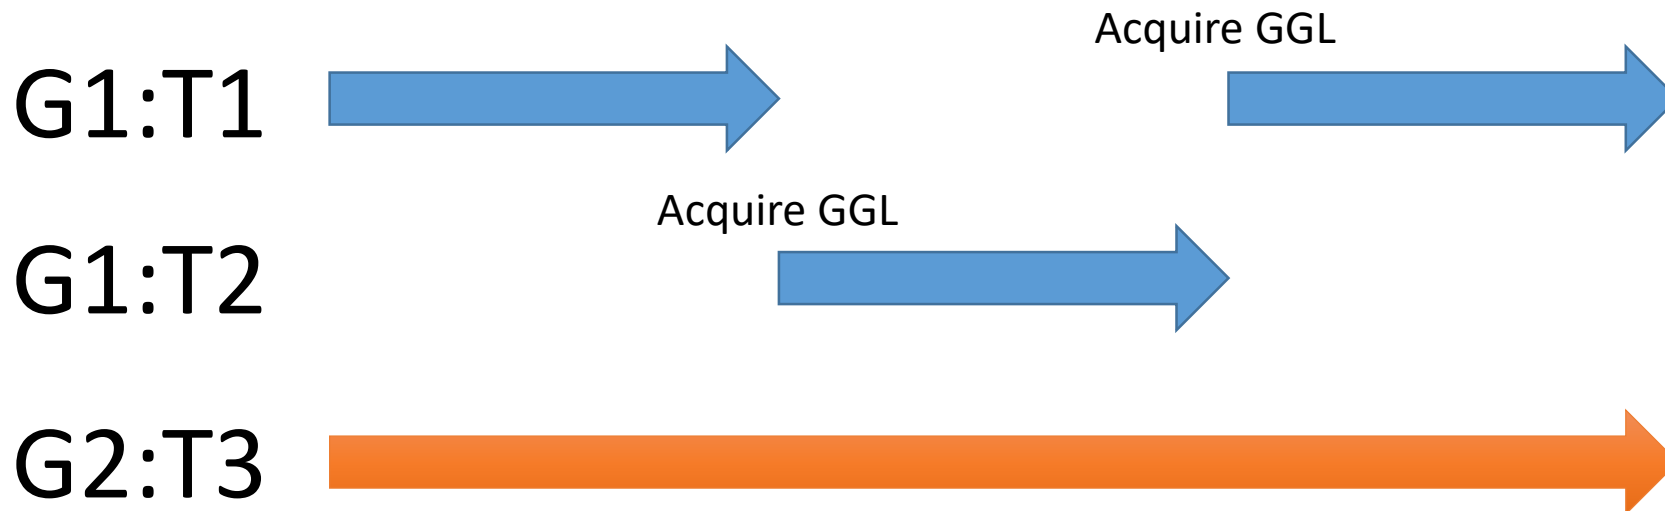 Acquire GGL
G1:T1
Acquire GGL
G1:T2
G2:T3